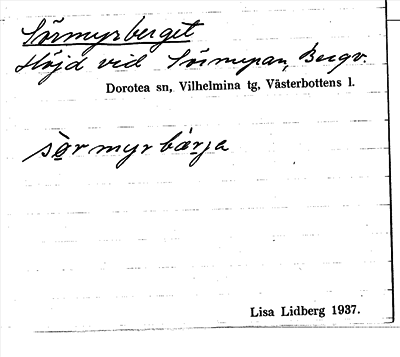 Sörmyrberget
Höjd vid Sörmyran, Bergv.
Dorotea sn, Vilhelmina tg, Västerbottens l.
sörmyrbärja
Lisa Lidberg 1937.